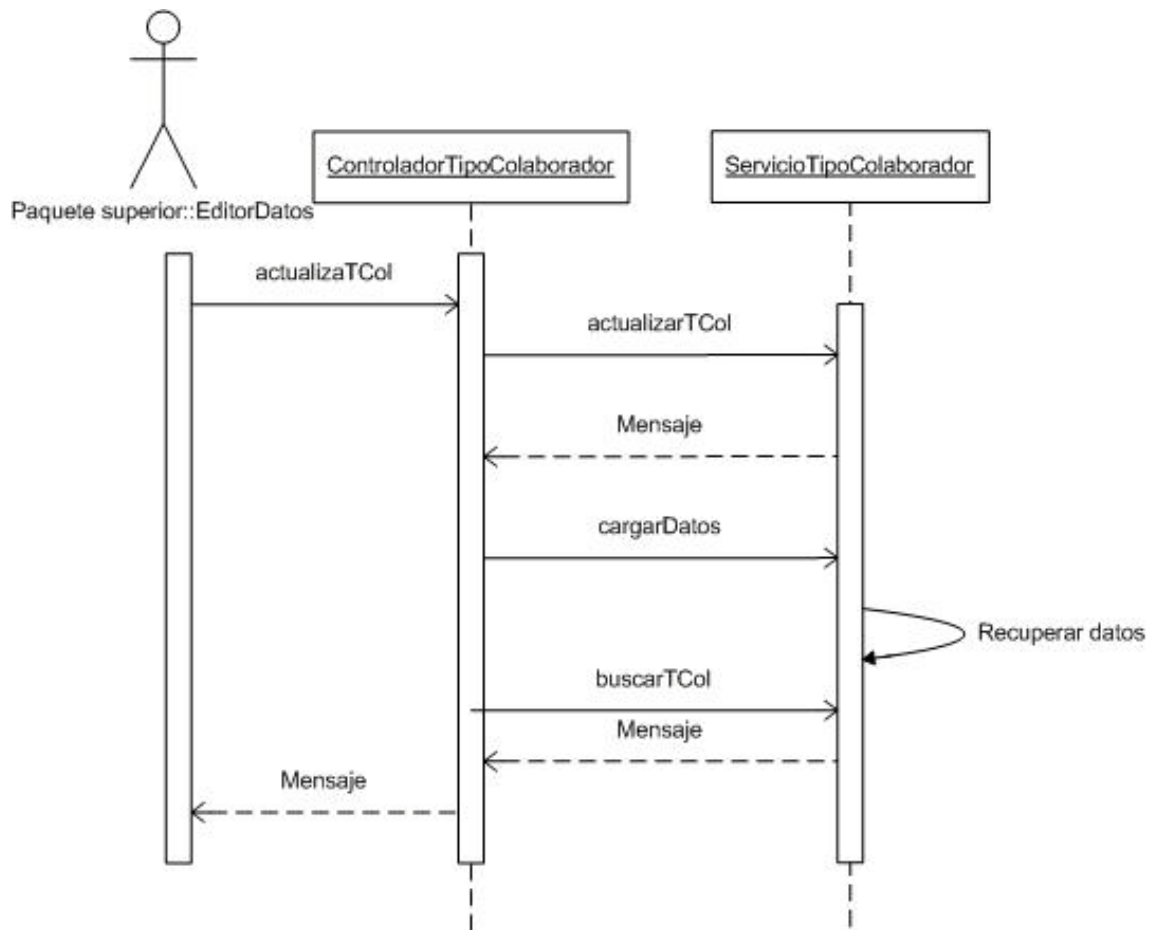 ControladorTipoColaborador
ServicioTipoColaborador
Paquete superior::EditorDatos
actualizaTCol
actualizarTCol
Mensaje
cargarDatos
Recuperar datos
buscarTCol
Mensaje
Mensaje